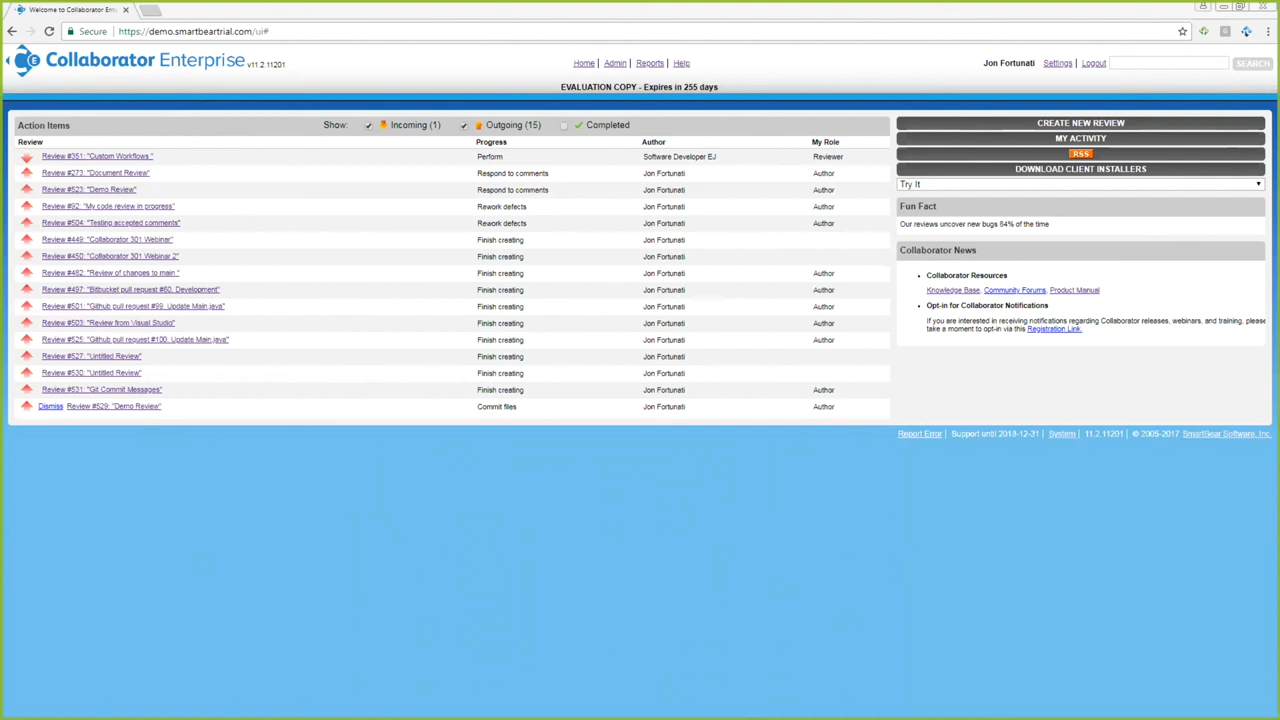 Welcome to Collaborator Ente
Secure https://demo.smartbeartrial.com/ui#
Collaborator Enterprise v11.2.11201
Home | Admin | Reports | Help
Jon Fortunati Settings | Logout SEARCH
EVALUATION COPY - Expires in 255 days
Action Items Show: Incoming (1) Outgoing (15) Completed
Review Progress Author My Role
Review #351: "Custom Workflows " Perform Software Developer EJ Reviewer
Review #273: "Document Review" Respond to comments Jon Fortunati Author
Review #523: "Demo Review" Respond to comments Jon Fortunati Author
Review #92: "My code review in progress" Rework defects Jon Fortunati Author
Review #504: "Testing accepted comments" Rework defects Jon Fortunati Author
Review #449: "Collaborator 301 Webinar" Finish creating Jon Fortunati
Review #450: "Collaborator 301 Webinar 2" Finish creating Jon Fortunati
Review #482: "Review of changes to main " Finish creating Jon Fortunati Author
Review #497: "Bitbucket pull request #60. Development" Finish creating Jon Fortunati Author
Review #501: "Github pull request #99. Update Main.java" Finish creating Jon Fortunati Author
Review #503: "Review from Visual Studio" Finish creating Jon Fortunati Author
Review #525: "Github pull request #100. Update Main.java" Finish creating Jon Fortunati Author
Review #527: "Untitled Review" Finish creating Jon Fortunati
Review #530: "Untitled Review" Finish creating Jon Fortunati
Review #531: "Git Commit Messages" Finish creating Jon Fortunati Author
Dismiss Review #529: "Demo Review" Commit files Jon Fortunati Author
CREATE NEW REVIEW
MY ACTIVITY
RSS
DOWNLOAD CLIENT INSTALLERS
Try It
Fun Fact
Our reviews uncover new bugs 64% of the time
Collaborator News
Collaborator Resources
Knowledge Base, Community Forums, Product Manual
Opt-in for Collaborator Notifications
If you are interested in receiving notifications regarding Collaborator releases, webinars, and training, please
take a moment to opt-in via this Registration Link.
Report Error | Support until 2018-12-31 | System | 11.2.11201 | © 2005-2017 SmartBear Software, Inc.